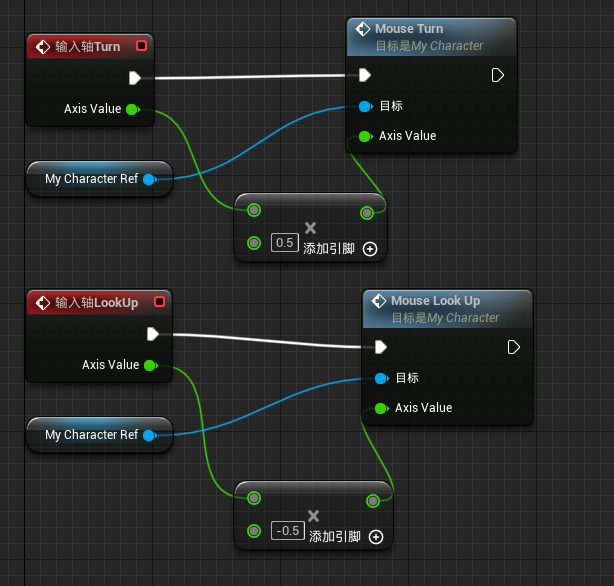 输入轴Turn
Axis Value
My Character Ref
Mouse Turn
目标是My Character
目标
Axis Value
×
0.5
添加引脚
输入轴LookUp
Axis Value
My Character Ref
Mouse Look Up
目标是My Character
目标
Axis Value
×
-0.5
添加引脚